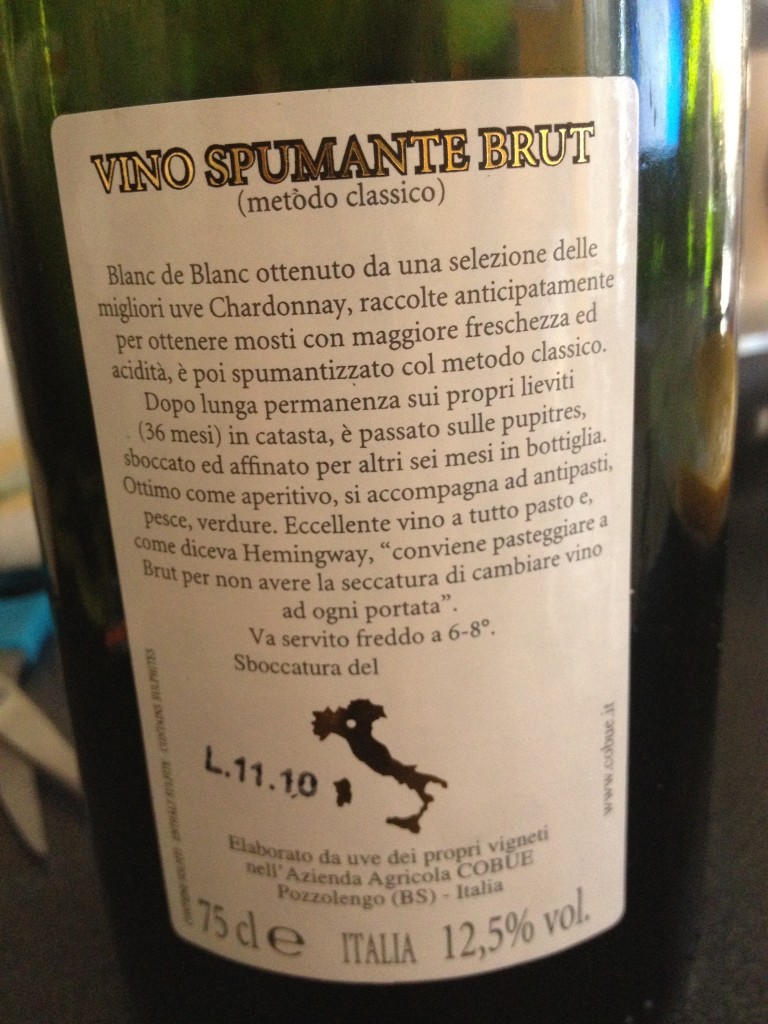 VINO SPUMANTE BRUT
(metòdo classico)
Blanc de Blanc ottenuto da una selezione delle
migliori uve Chardonnay, raccolte anticipatamente
per ottenere mosti con maggiore freschezza ed
acidità, è poi spumantizzato col metodo classico.
Dopo lunga permanenza sui propri lieviti
(36 mesi) in catasta, è passato sulle pupitres,
sboccato ed affinato per altri sei mesi in bottiglia.
Ottimo come aperitivo, si accompagna ad antipasti,
pesce, verdure. Eccellente vino a tutto pasto e,
come diceva Hemingway, “conviene pasteggiare a
Brut per non avere la seccatura di cambiare vino
ad ogni portata”.
Va servito freddo a 6-8°.
Sboccatura del
L.11.10
Elaborato da uve dei propri vigneti
nell'Azienda Agricola COBUE
Pozzolengo (BS) - Italia
75 cl e ITALIA 12,5% vol.
CONTAINS SULPHITES
www.cobue.it